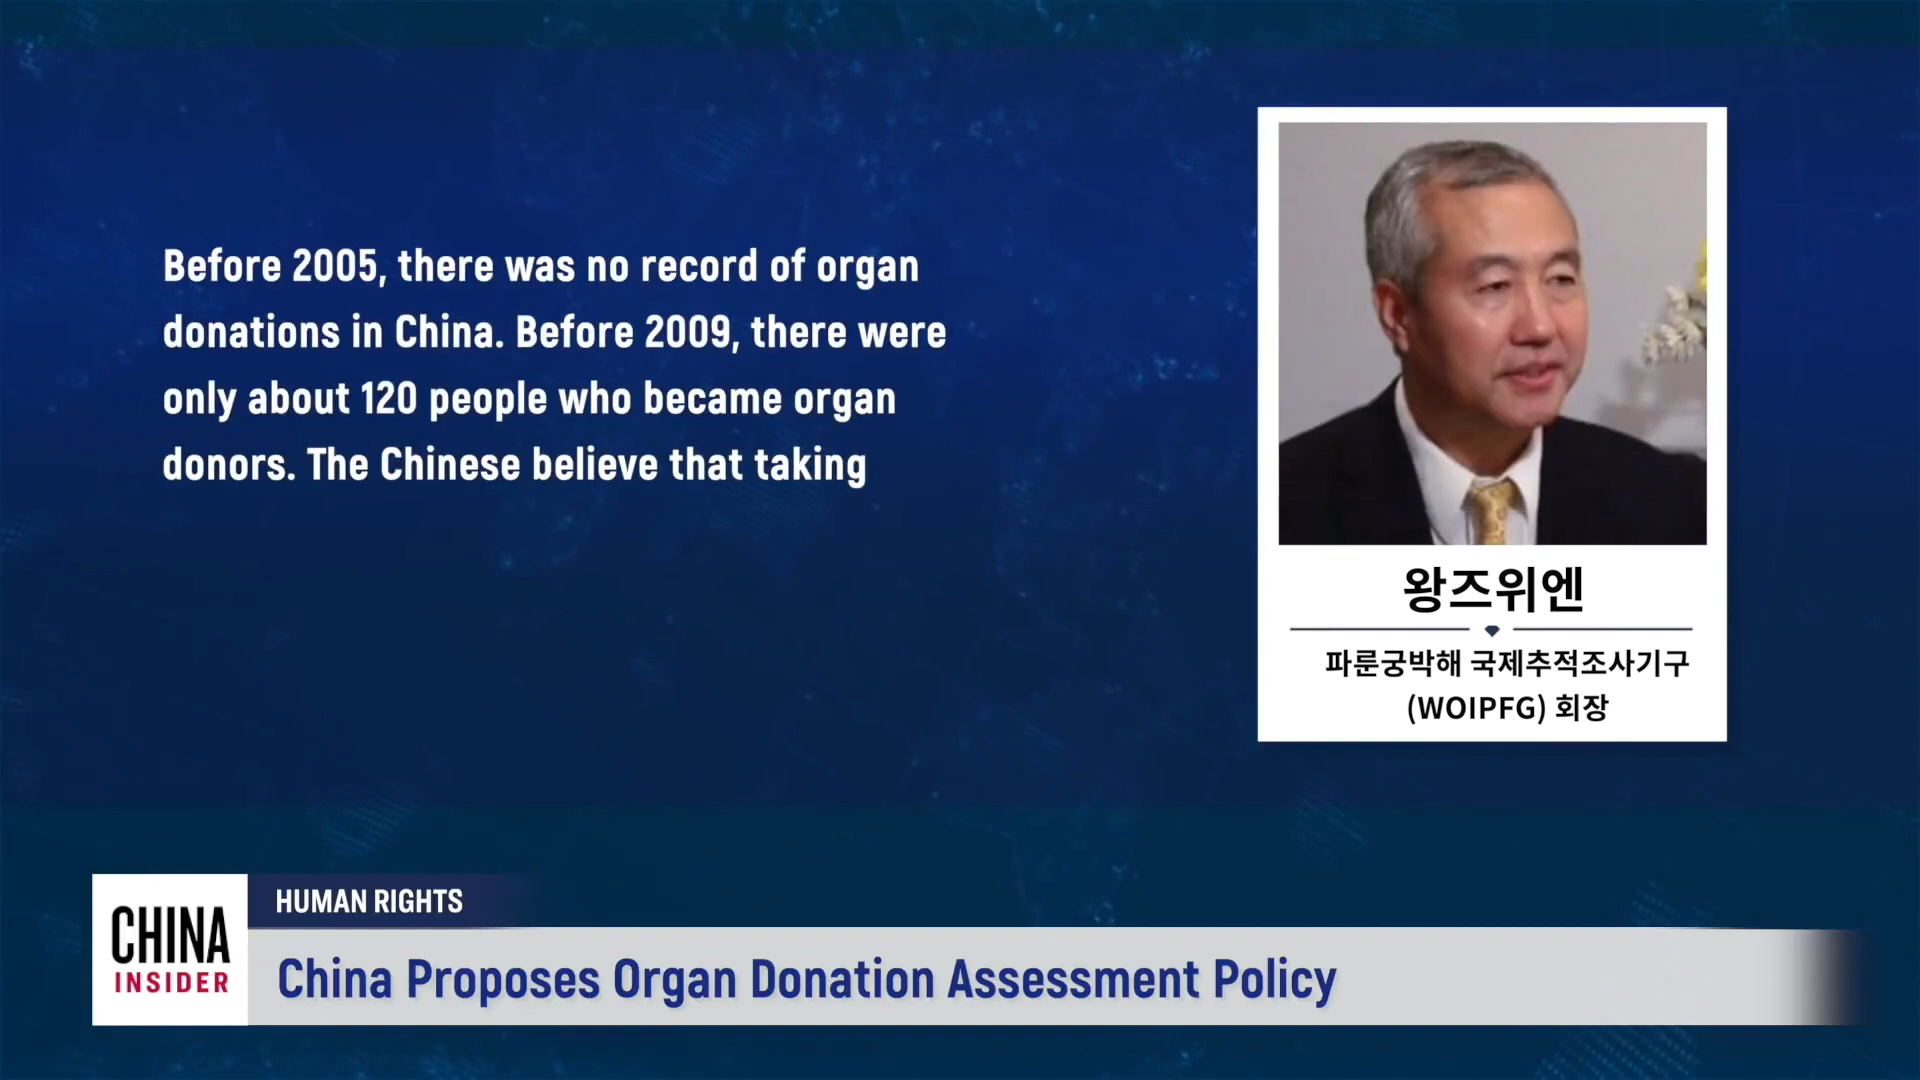 Before 2005, there was no record of organ
donations in China. Before 2009, there were
only about 120 people who became organ
donors. The Chinese believe that taking
왕즈위엔
파룬궁박해 국제추적조사기구
(WOIPFG) 회장
CHINA
INSIDER
HUMAN RIGHTS
China Proposes Organ Donation Assessment Policy